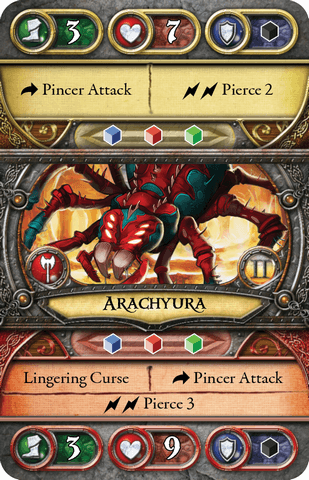 3 7
Pincer Attack Pierce 2
ARACHYURA
II
Lingering Curse Pincer Attack
Pierce 3
3 9